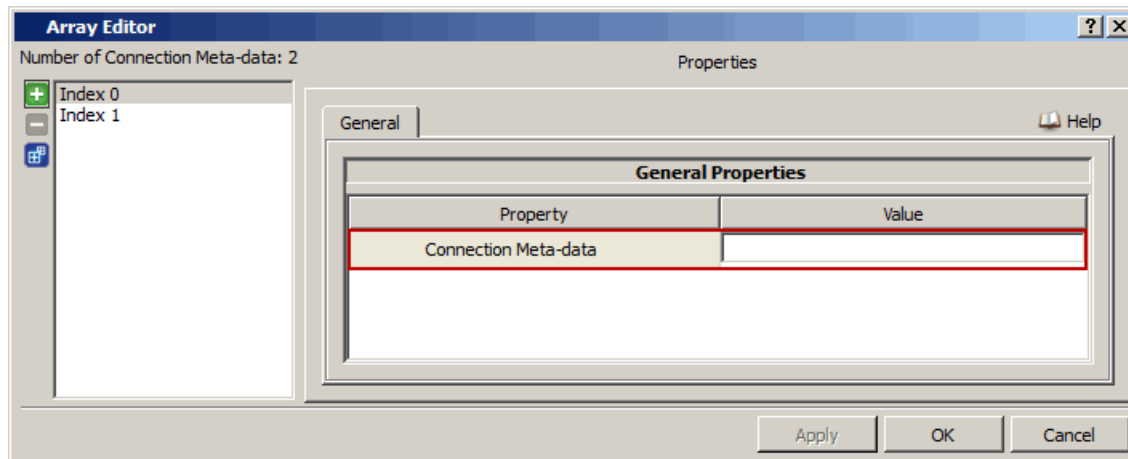 Array Editor
Number of Connection Meta-data: 2
Properties
Index 0
Index 1
General
Help
General Properties
Property Value
Connection Meta-data
Apply OK Cancel